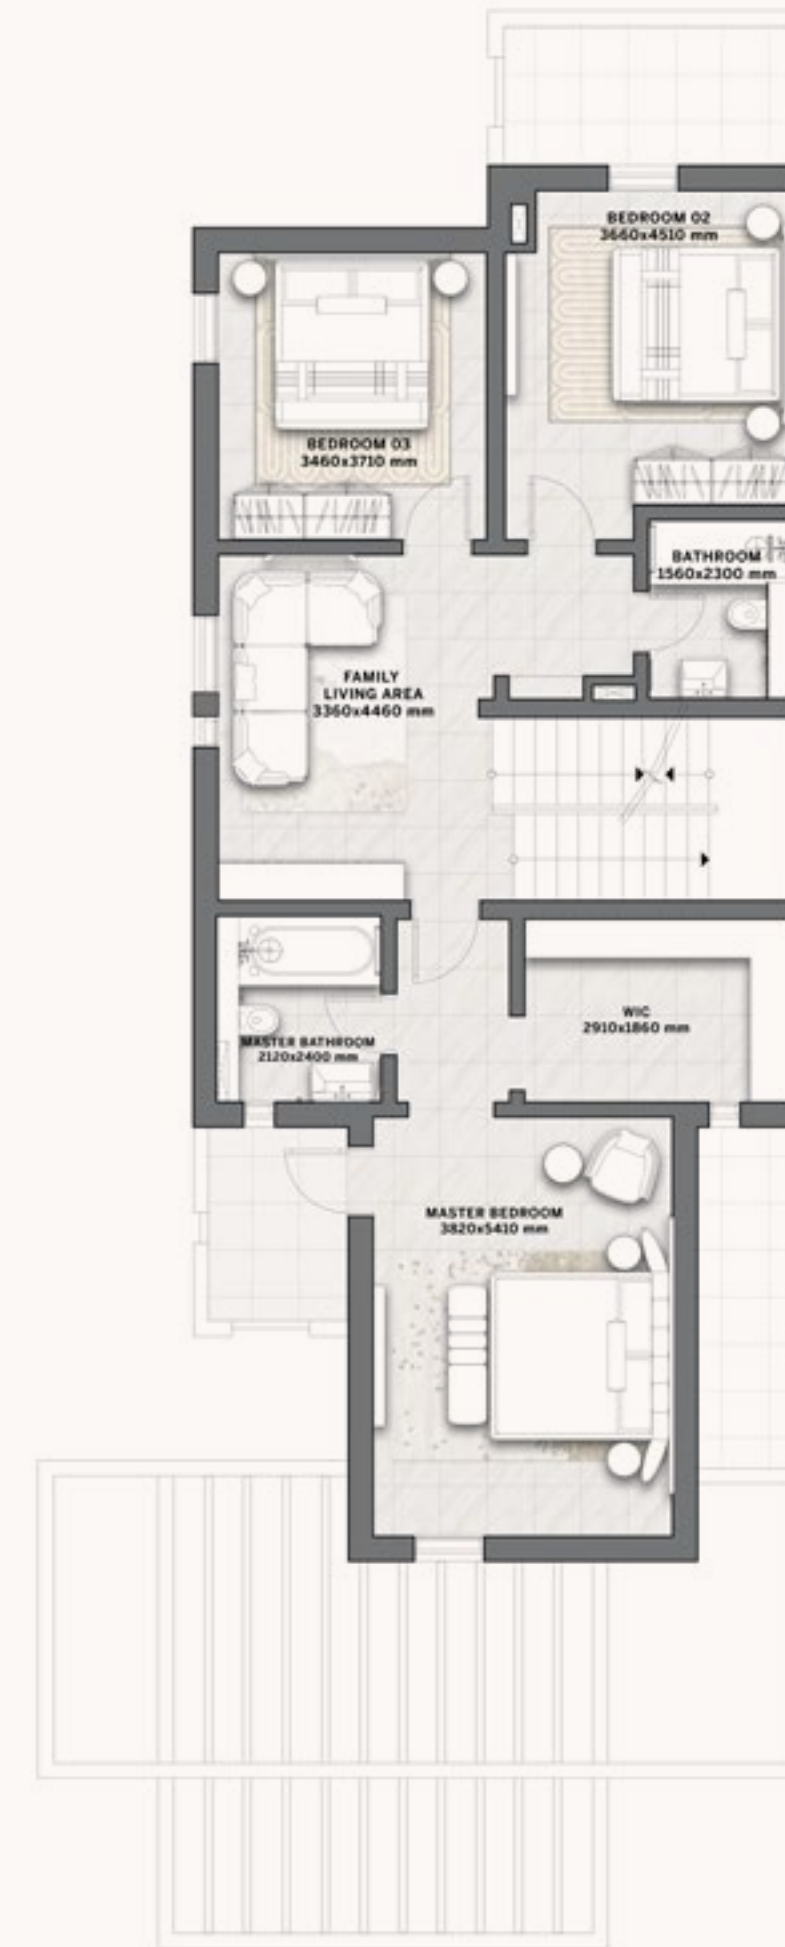 BEDROOM 02
3660x4510 mm
BEDROOM 03
3460x3710 mm
BATHROOM
1560x2300 mm
FAMILY
LIVING AREA
3360x4460 mm
WIC
2910x1860 mm
MASTER BATHROOM
2120x2400 mm
MASTER BEDROOM
3820x5410 mm